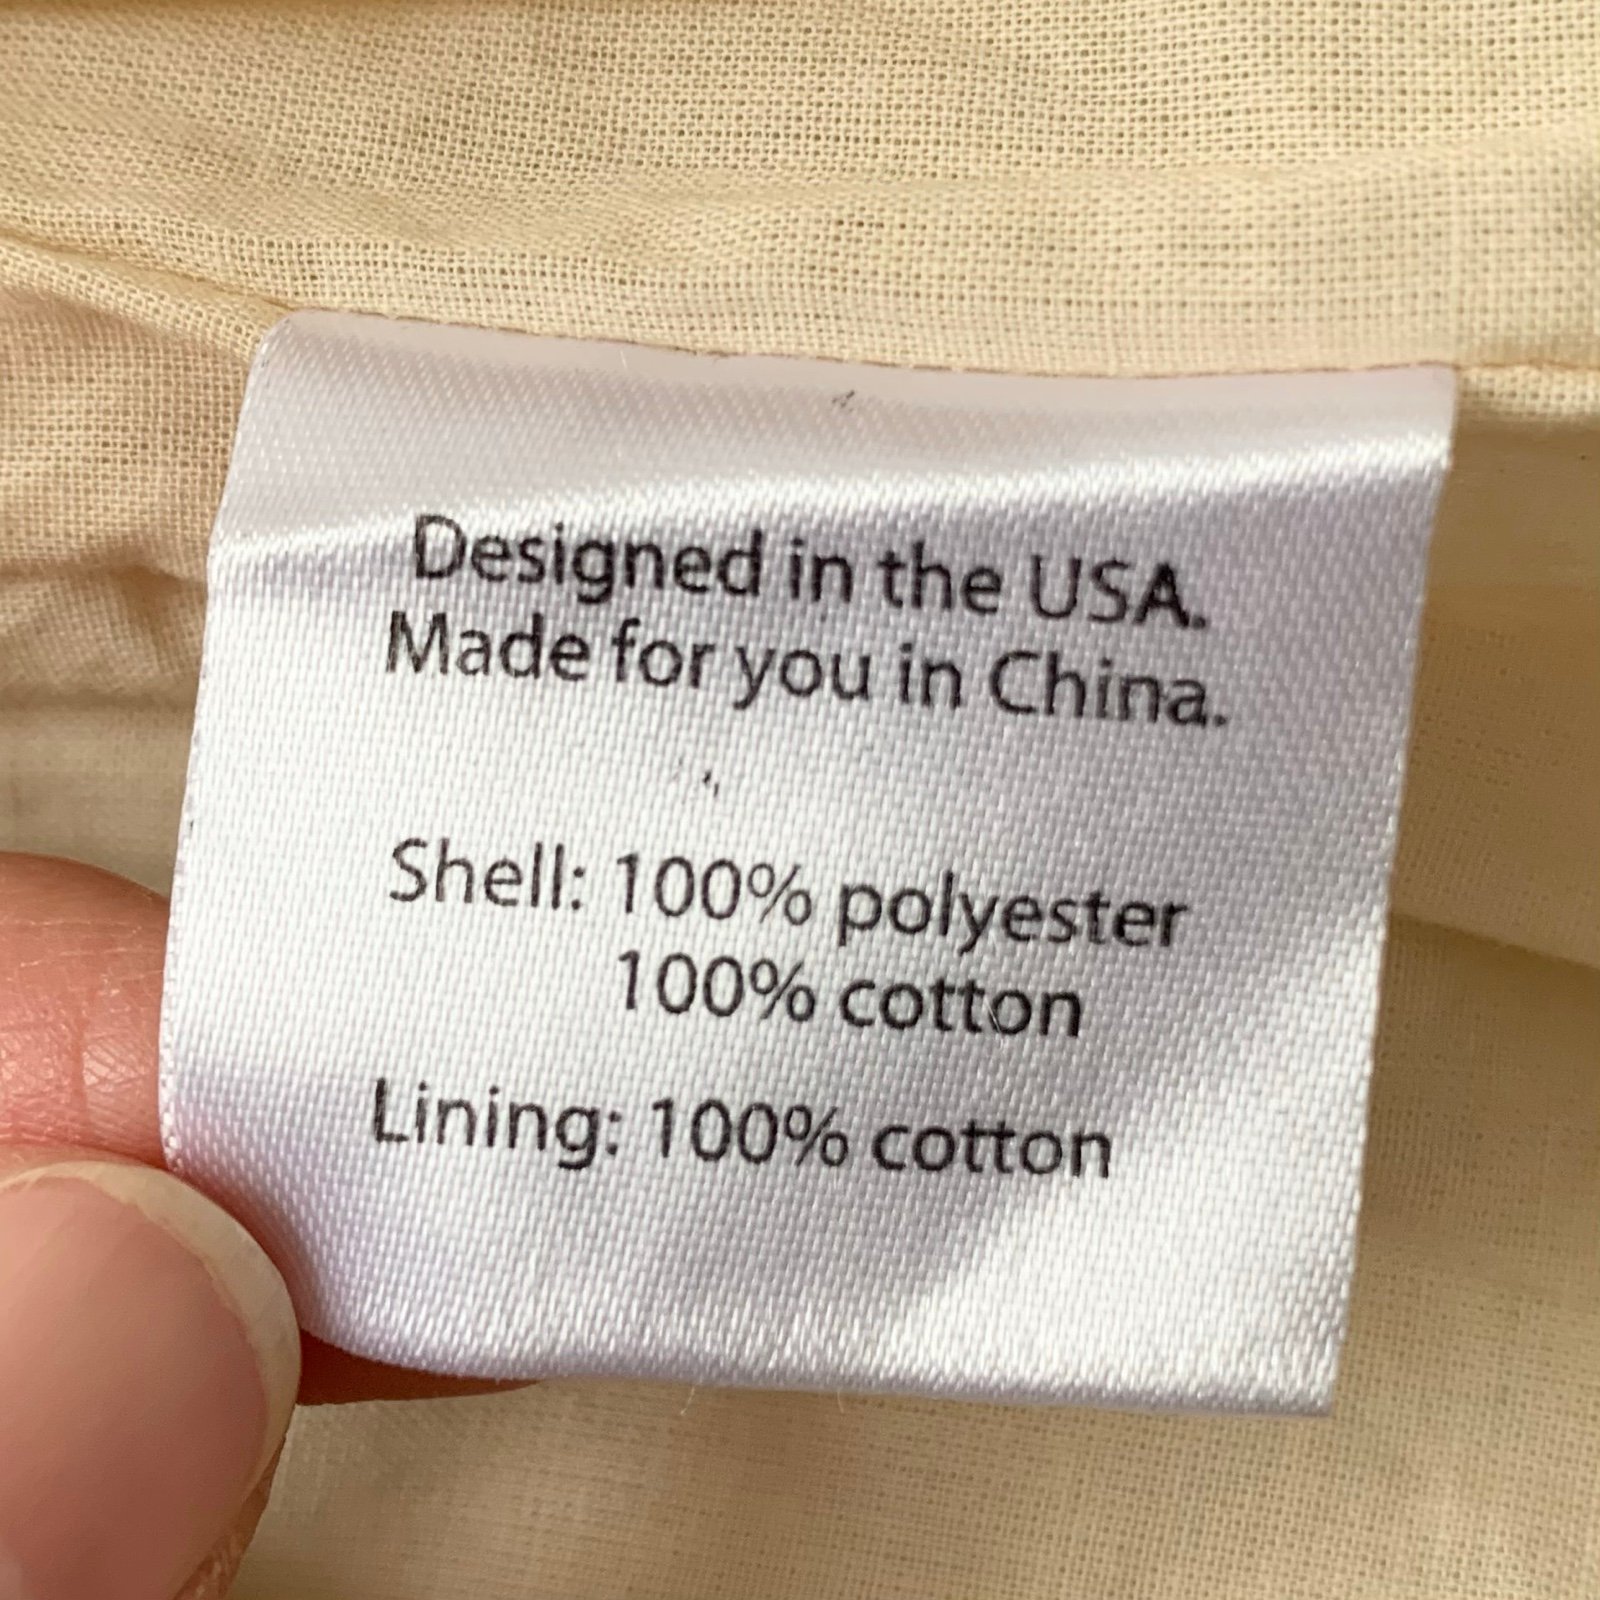 Designed in the USA.
Made for you in China.
Shell: 100% polyester
100% cotton
Lining: 100% cotton